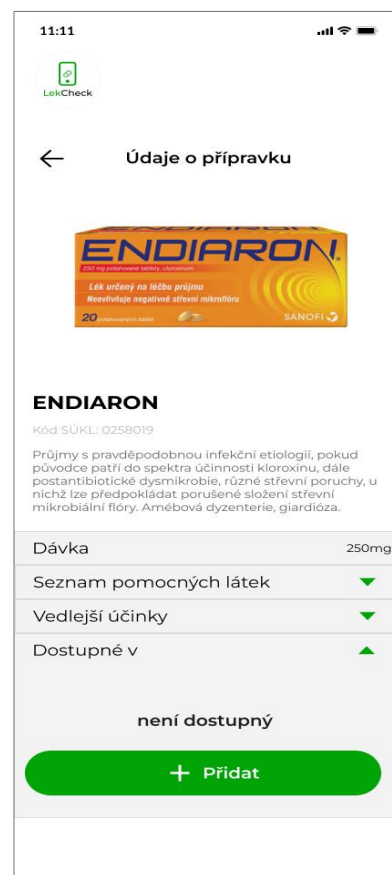 11:11
LekCheck
Údaje o přípravku
ENDIARON
250 mg potahované tablety, cloroxinum
Lék určený na léčbu průjmu
Neovlivňuje negativně střevní mikroflóru
20 potahovaných tablet
SANOFI
ENDIARON
Kód SÚKL: 0258019
Průjmy s pravděpodobnou infekční etiologií, pokud
původce patří do spektra účinnosti kloroxinu, dále
postantibiotické dysmikrobie, různé střevní poruchy, u
nichž lze předpokládat porušené složení střevní
mikrobiální flóry. Amébová dyzenterie, giardióza.
Dávka 250mg
Seznam pomocných látek
Vedlejší účinky
Dostupné v
není dostupný
+ Přidat